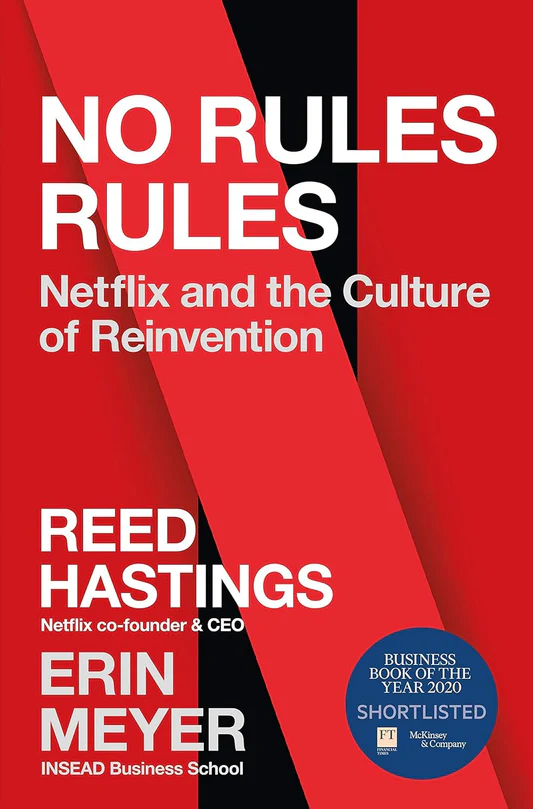 NO RULES
RULES
Netflix and the Culture
of Reinvention
REED
HASTINGS
Netflix co-founder & CEO
ERIN
MEYER
INSEAD Business School
BUSINESS
BOOK OF THE
YEAR 2020
SHORTLISTED
FT
FINANCIAL
TIMES
McKinsey
& Company